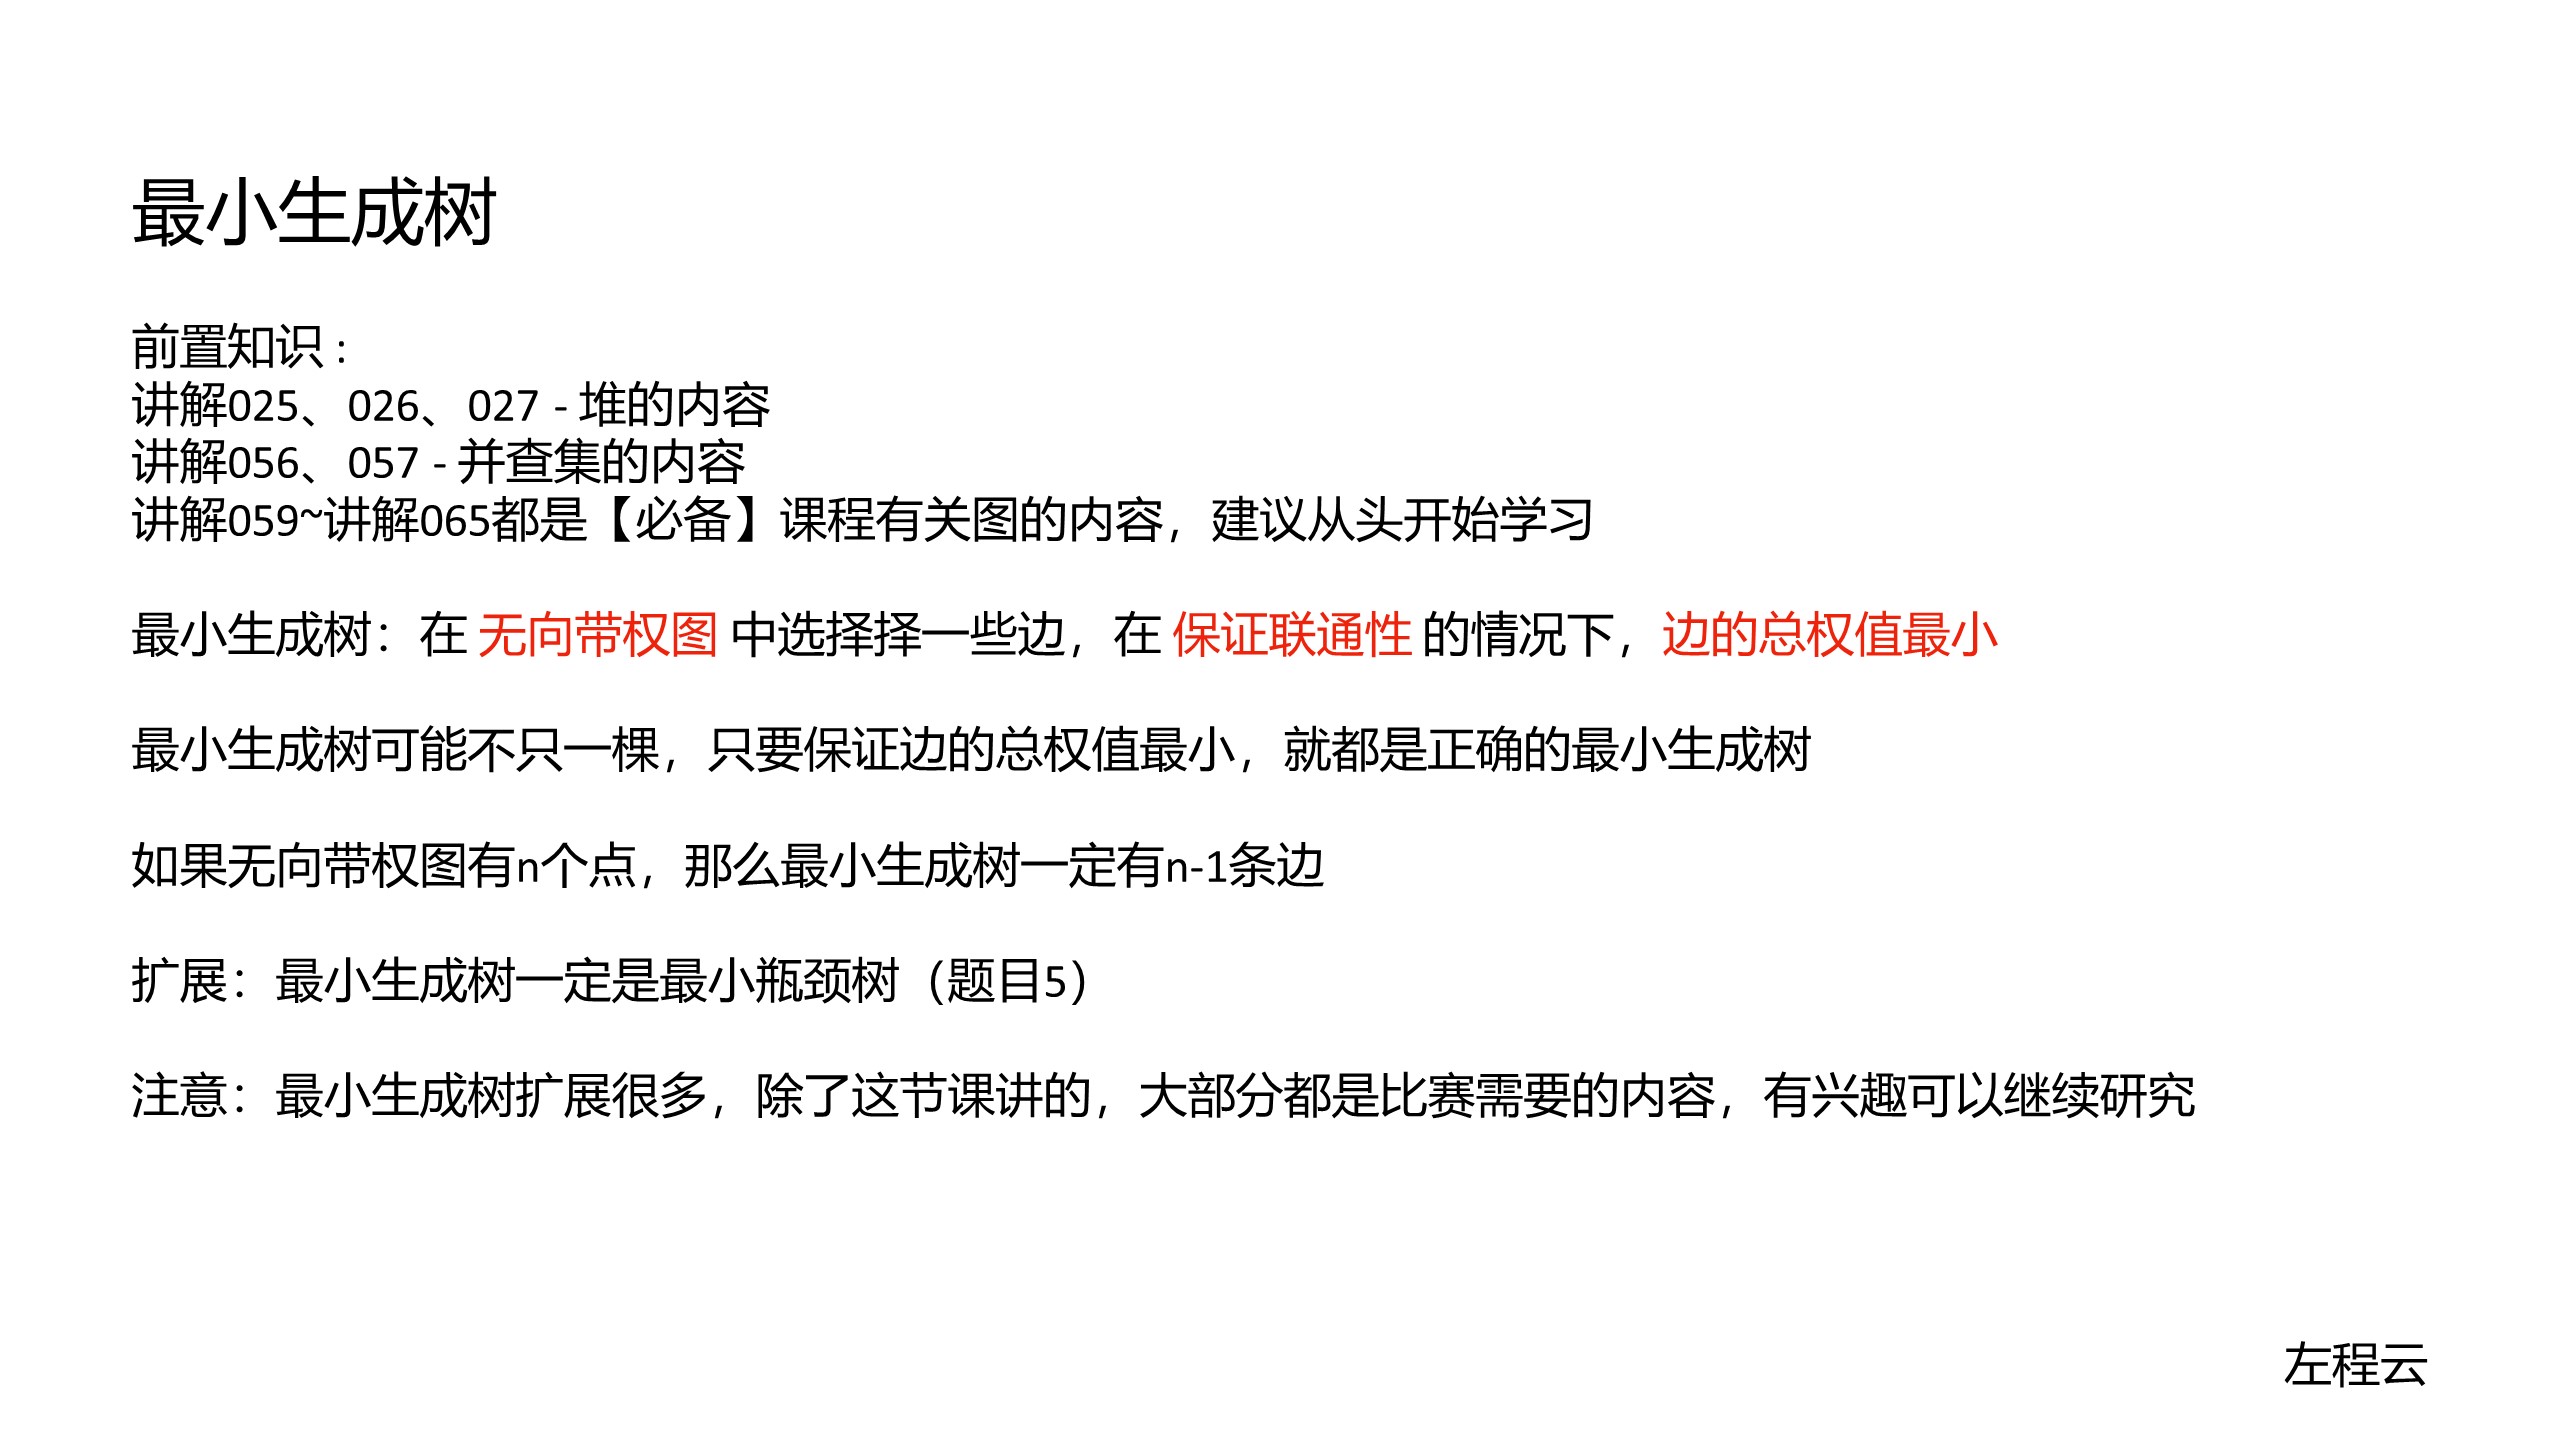 最小生成树
前置知识 :
讲解025、026、027 - 堆的内容
讲解056、057 - 并查集的内容
讲解059~讲解065都是【必备】课程有关图的内容，建议从头开始学习
最小生成树：在 无向带权图 中选择择一些边，在 保证联通性 的情况下，边的总权值最小
最小生成树可能不只一棵，只要保证边的总权值最小，就都是正确的最小生成树
如果无向带权图有n个点，那么最小生成树一定有n-1条边
扩展：最小生成树一定是最小瓶颈树（题目5）
注意：最小生成树扩展很多，除了这节课讲的，大部分都是比赛需要的内容，有兴趣可以继续研究
左程云